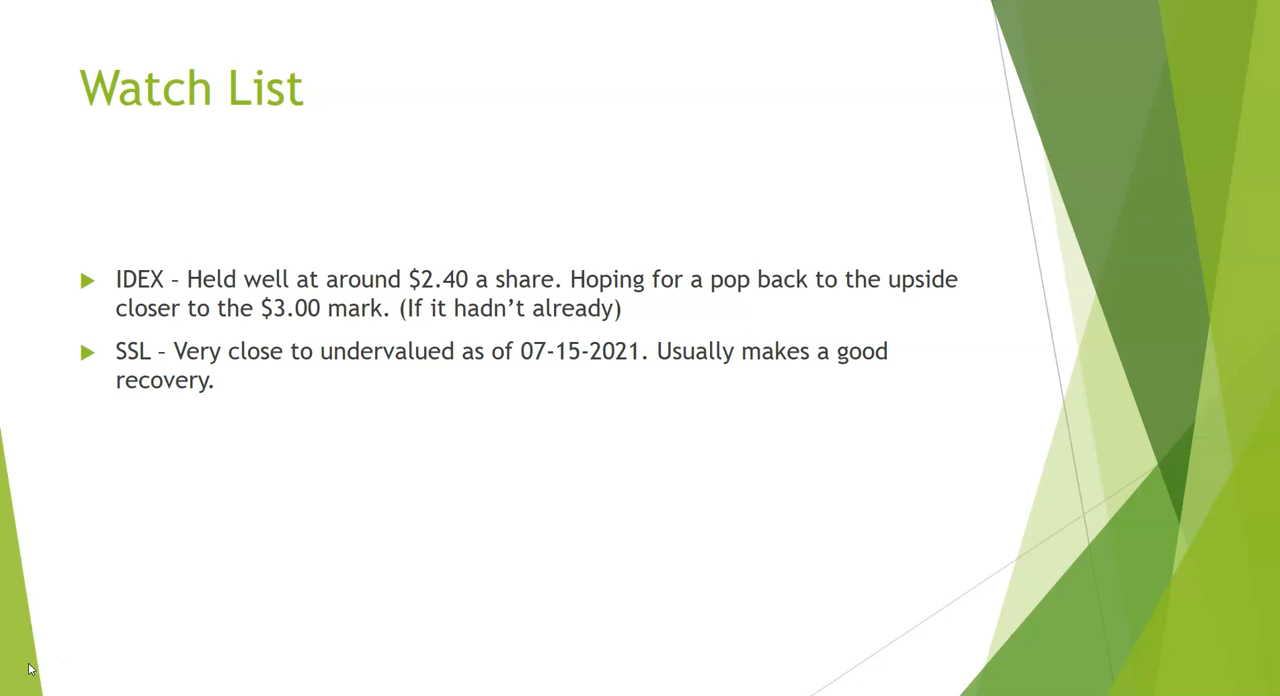 Watch List
IDEX – Held well at around $2.40 a share. Hoping for a pop back to the upside
closer to the $3.00 mark. (If it hadn’t already)
SSL – Very close to undervalued as of 07-15-2021. Usually makes a good
recovery.